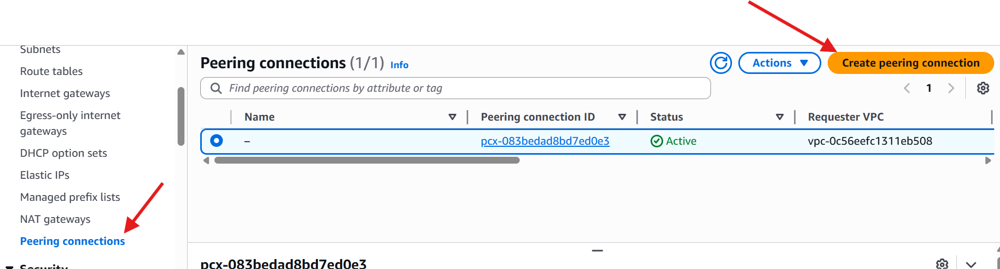 Subnets
Route tables
Internet gateways
Egress-only internet
gateways
DHCP option sets
Elastic IPs
Managed prefix lists
NAT gateways
Peering connections
Security
Peering connections (1/1) Info
Actions
Create peering connection
Find peering connections by attribute or tag
1
Name
Peering connection ID
Status
Requester VPC
–
pcx-083bedad8bd7ed0e3
Active
vpc-0c56eefc1311eb508
pcx-083bedad8bd7ed0e3